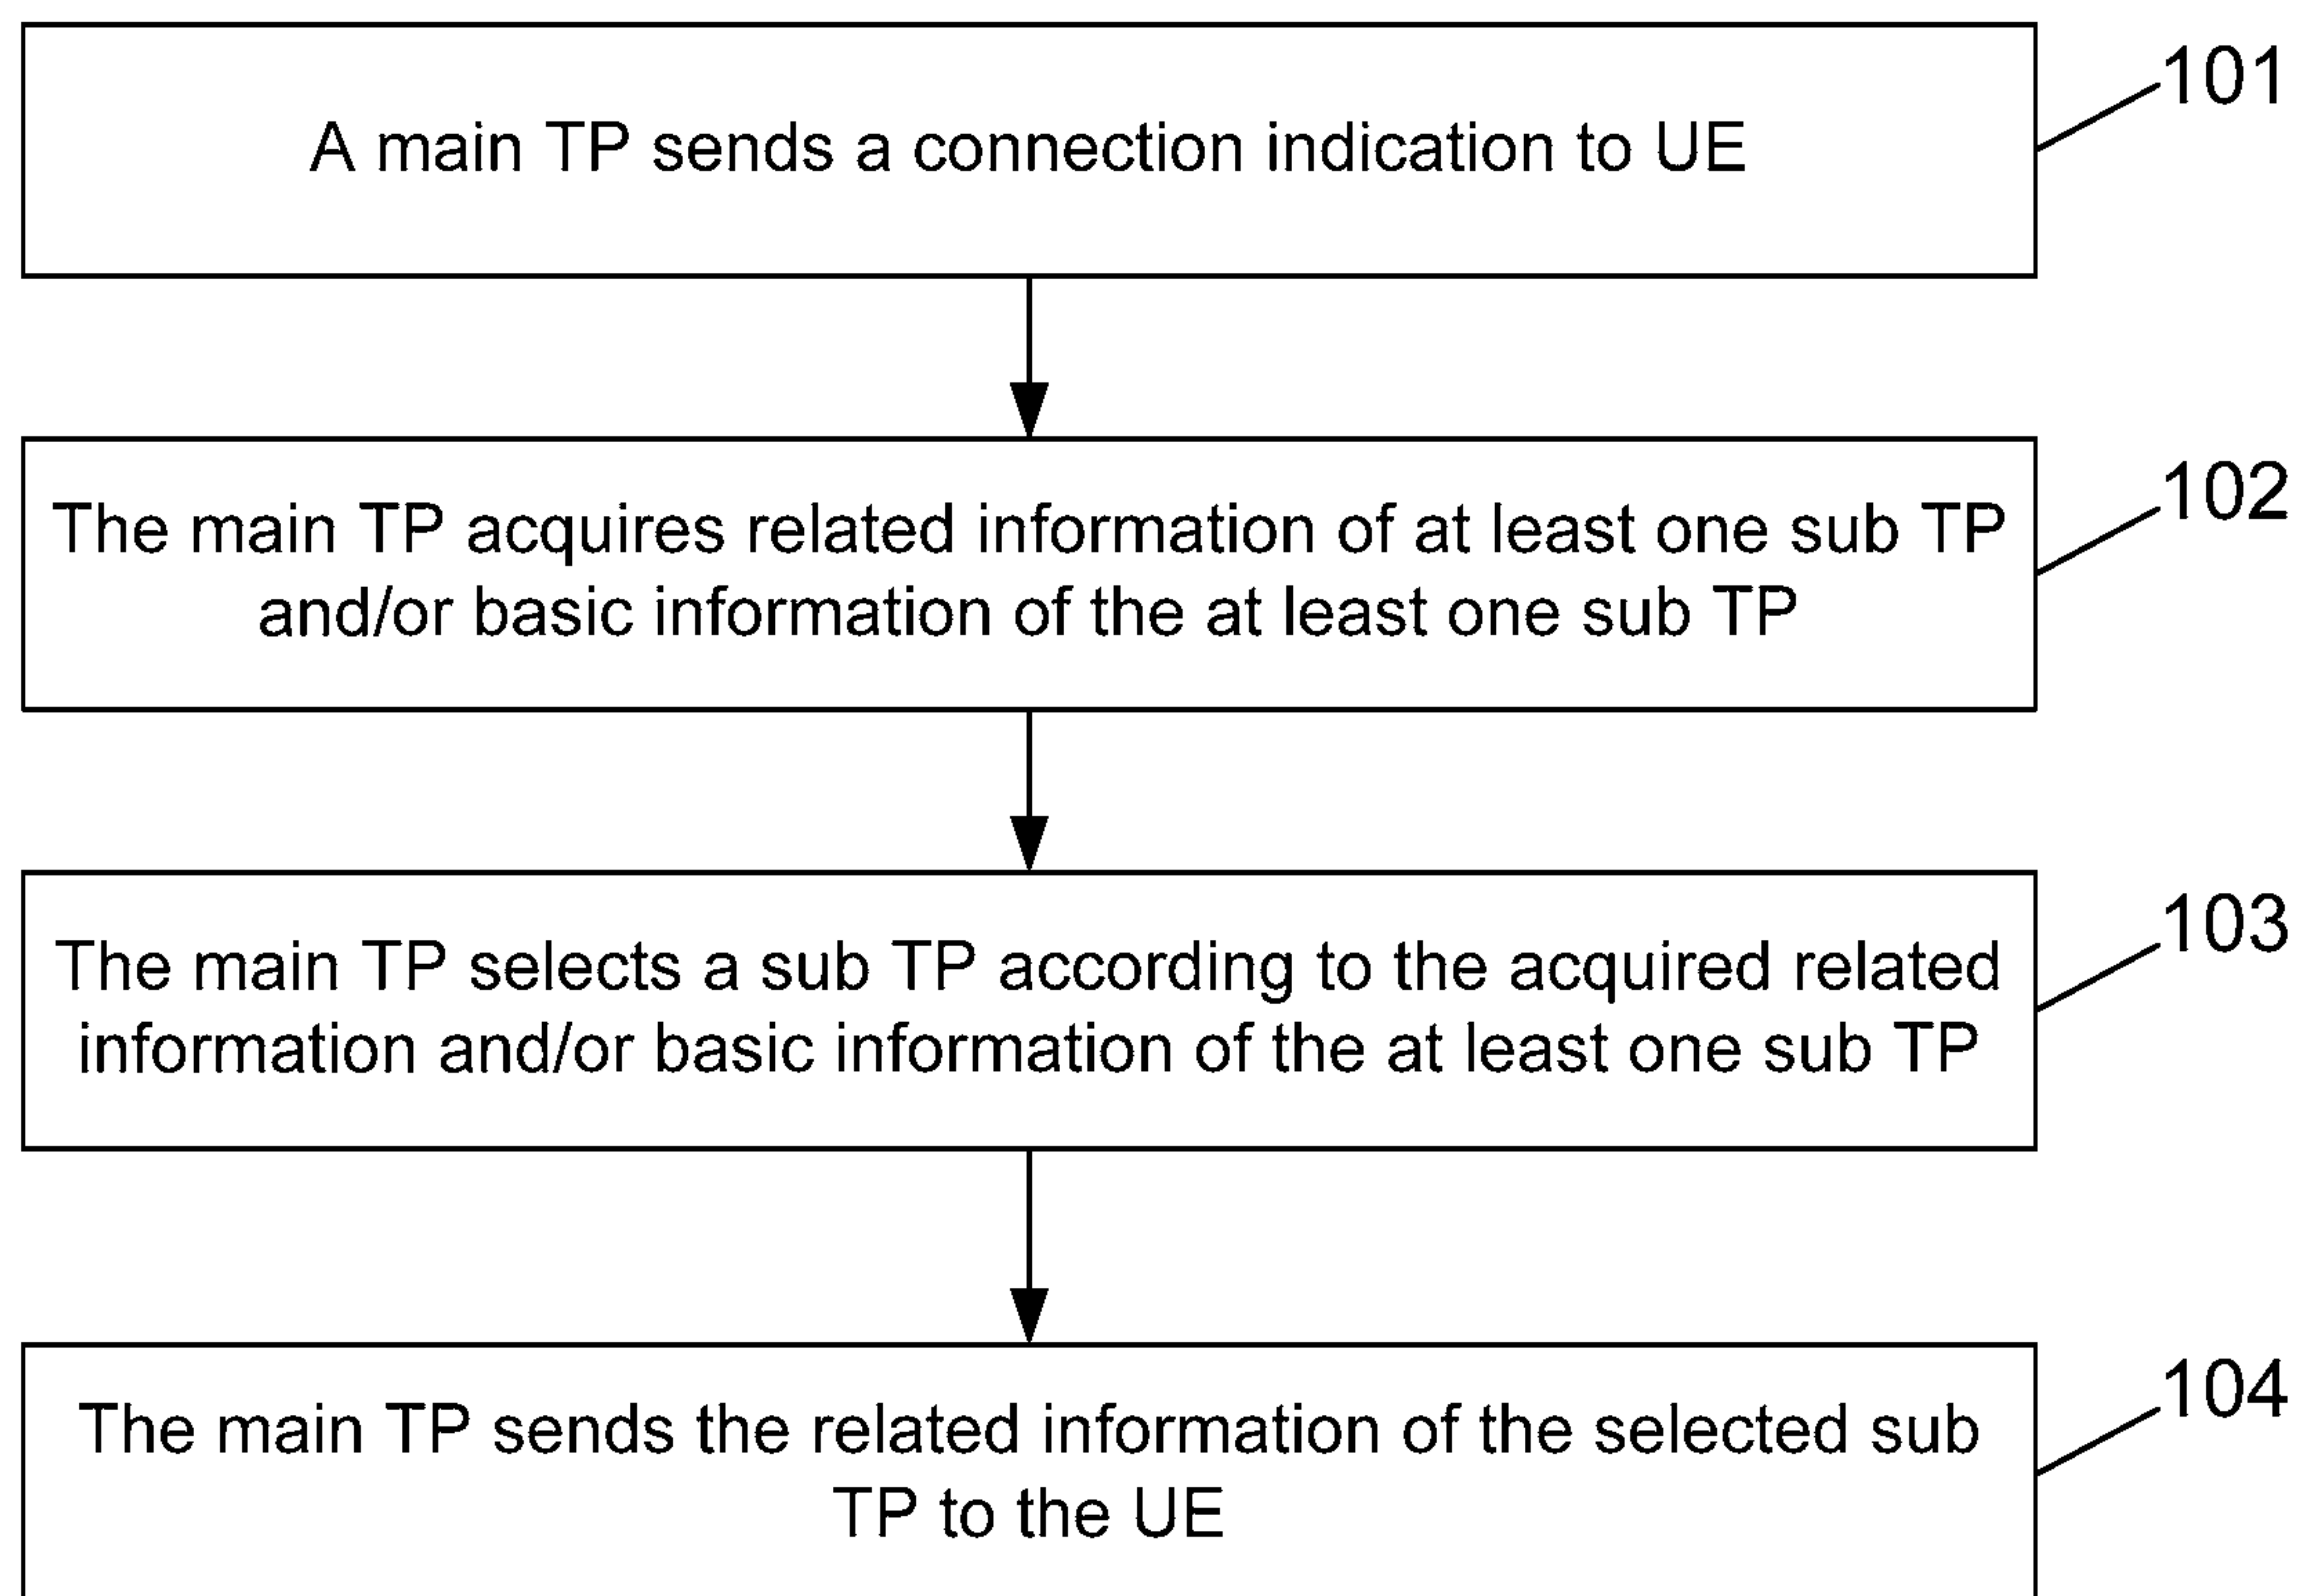 A main TP sends a connection indication to UE
101
The main TP acquires related information of at least one sub TP
and/or basic information of the at least one sub TP
102
The main TP selects a sub TP according to the acquired related
information and/or basic information of the at least one sub TP
103
The main TP sends the related information of the selected sub
TP to the UE
104